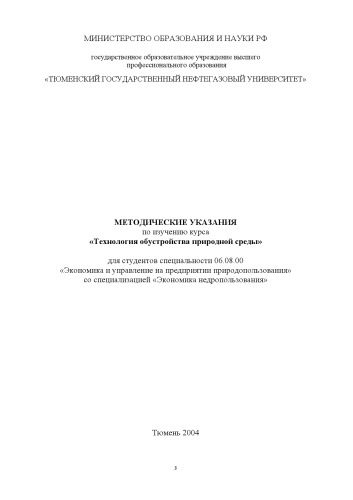 МИНИСТЕРСТВО ОБРАЗОВАНИЯ И НАУКИ РФ
государственное образовательное учреждение высшего
профессионального образования
«ТЮМЕНСКИЙ ГОСУДАРСТВЕННЫЙ НЕФТЕГАЗОВЫЙ УНИВЕРСИТЕТ»
МЕТОДИЧЕСКИЕ УКАЗАНИЯ
по изучению курса
«Технология обустройства природной среды»
для студентов специальности 06.08.00
«Экономика и управление на предприятии природопользования»
со специализацией «Экономика недропользования»
Тюмень 2004
3